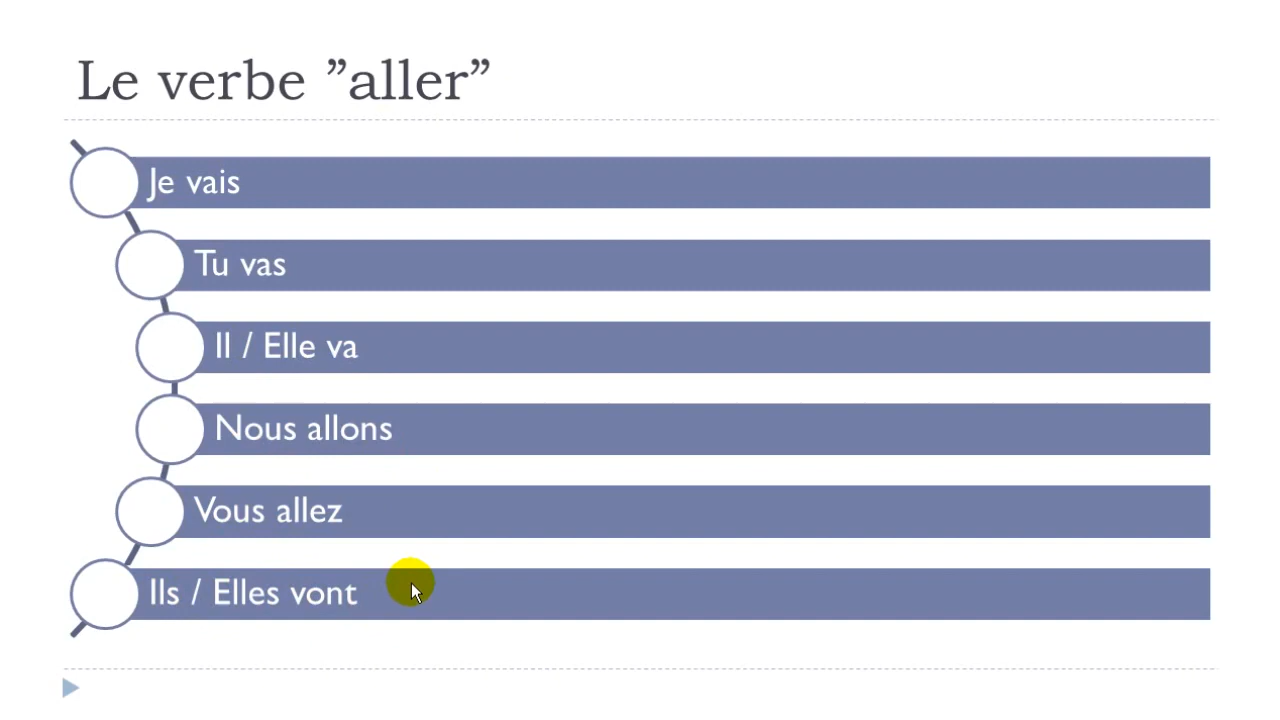 Le verbe ”aller”
Je vais
Tu vas
Il / Elle va
Nous allons
Vous allez
Ils / Elles vont